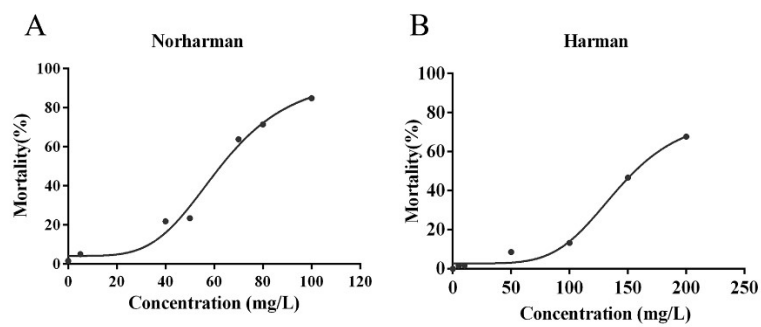 A
Norharman
Mortality(%)
100
80
60
40
20
0
0 20 40 60 80 100 120
Concentration (mg/L)
B
Harman
Mortality(%)
100
80
60
40
20
0
0 50 100 150 200 250
Concentration (mg/L)